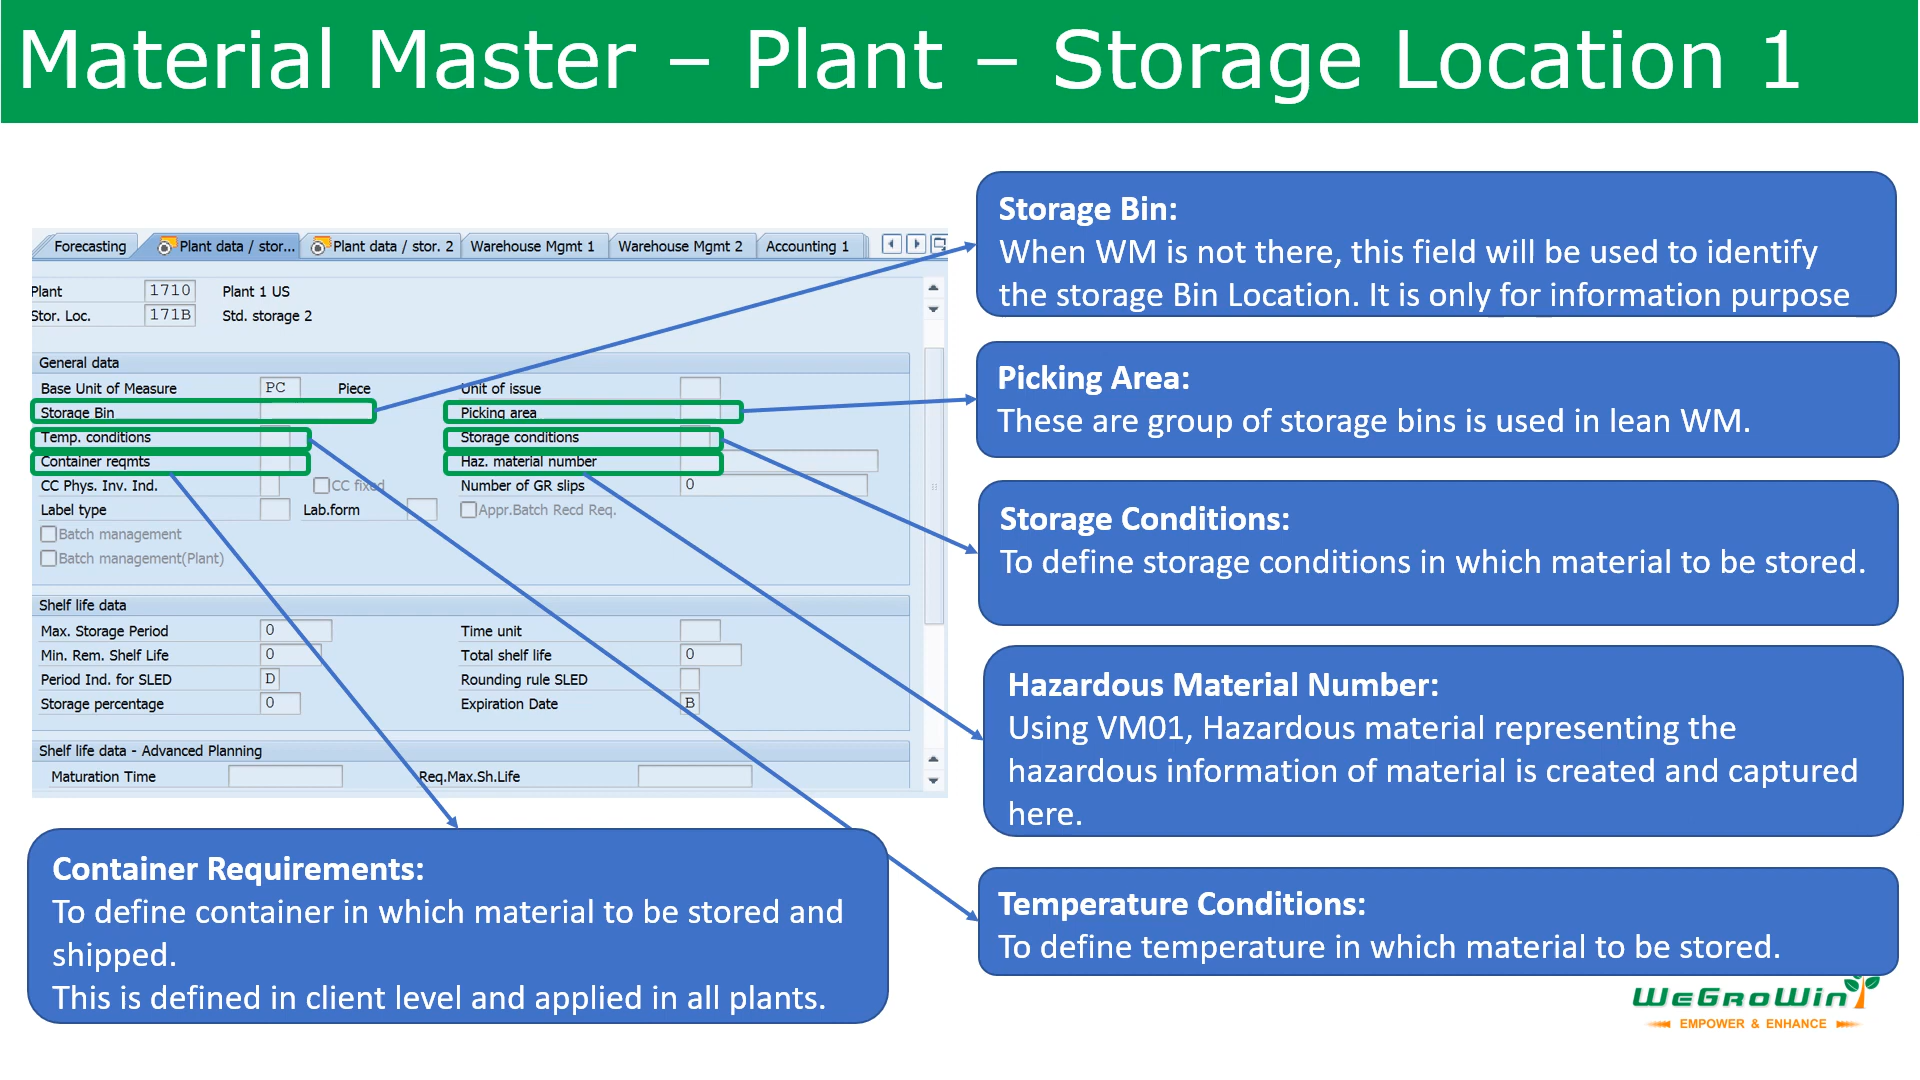 Material Master – Plant – Storage Location 1
Forecasting
Plant data / stor...
Plant data / stor. 2
Warehouse Mgmt 1
Warehouse Mgmt 2
Accounting 1
Plant 1710 Plant 1 US
Stor. Loc. 171B Std. storage 2
General data
Base Unit of Measure PC Piece Unit of issue
Storage Bin Picking area
Temp. conditions Storage conditions
Container reqmts Haz. material number
CC Phys. Inv. Ind. CC fixed Number of GR slips 0
Label type Lab.form Appr.Batch Recd Req.
Batch management
Batch management(Plant)
Shelf life data
Max. Storage Period 0 Time unit
Min. Rem. Shelf Life 0 Total shelf life 0
Period Ind. for SLED D Rounding rule SLED
Storage percentage 0 Expiration Date B
Shelf life data - Advanced Planning
Maturation Time Req.Max.Sh.Life
Storage Bin:
When WM is not there, this field will be used to identify
the storage Bin Location. It is only for information purpose
Picking Area:
These are group of storage bins is used in lean WM.
Storage Conditions:
To define storage conditions in which material to be stored.
Hazardous Material Number:
Using VM01, Hazardous material representing the
hazardous information of material is created and captured
here.
Container Requirements:
To define container in which material to be stored and
shipped.
This is defined in client level and applied in all plants.
Temperature Conditions:
To define temperature in which material to be stored.
WeGroWin
EMPOWER & ENHANCE